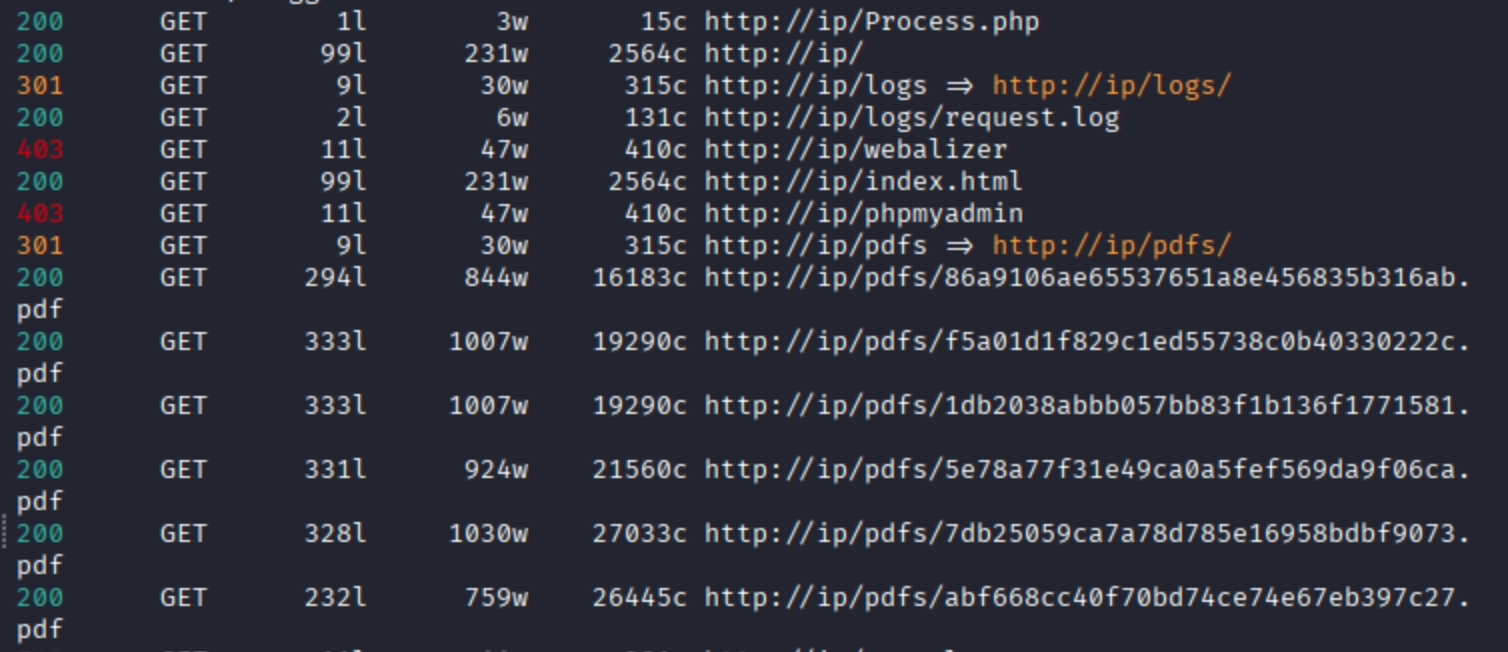 200 GET 1l 3w 15c http://ip/Process.php
200 GET 99l 231w 2564c http://ip/
301 GET 9l 30w 315c http://ip/logs => http://ip/logs/
200 GET 2l 6w 131c http://ip/logs/request.log
403 GET 11l 47w 410c http://ip/webalizer
200 GET 99l 231w 2564c http://ip/index.html
403 GET 11l 47w 410c http://ip/phpmyadmin
301 GET 9l 30w 315c http://ip/pdfs => http://ip/pdfs/
200 GET 294l 844w 16183c http://ip/pdfs/86a9106ae65537651a8e456835b316ab.
pdf
200 GET 333l 1007w 19290c http://ip/pdfs/f5a01d1f829c1ed55738c0b40330222c.
pdf
200 GET 333l 1007w 19290c http://ip/pdfs/1db2038abbb057bb83f1b136f1771581.
pdf
200 GET 331l 924w 21560c http://ip/pdfs/5e78a77f31e49ca0a5fef569da9f06ca.
pdf
200 GET 328l 1030w 27033c http://ip/pdfs/7db25059ca7a78d785e16958bdbf9073.
pdf
200 GET 232l 759w 26445c http://ip/pdfs/abf668cc40f70bd74ce74e67eb397c27.
pdf